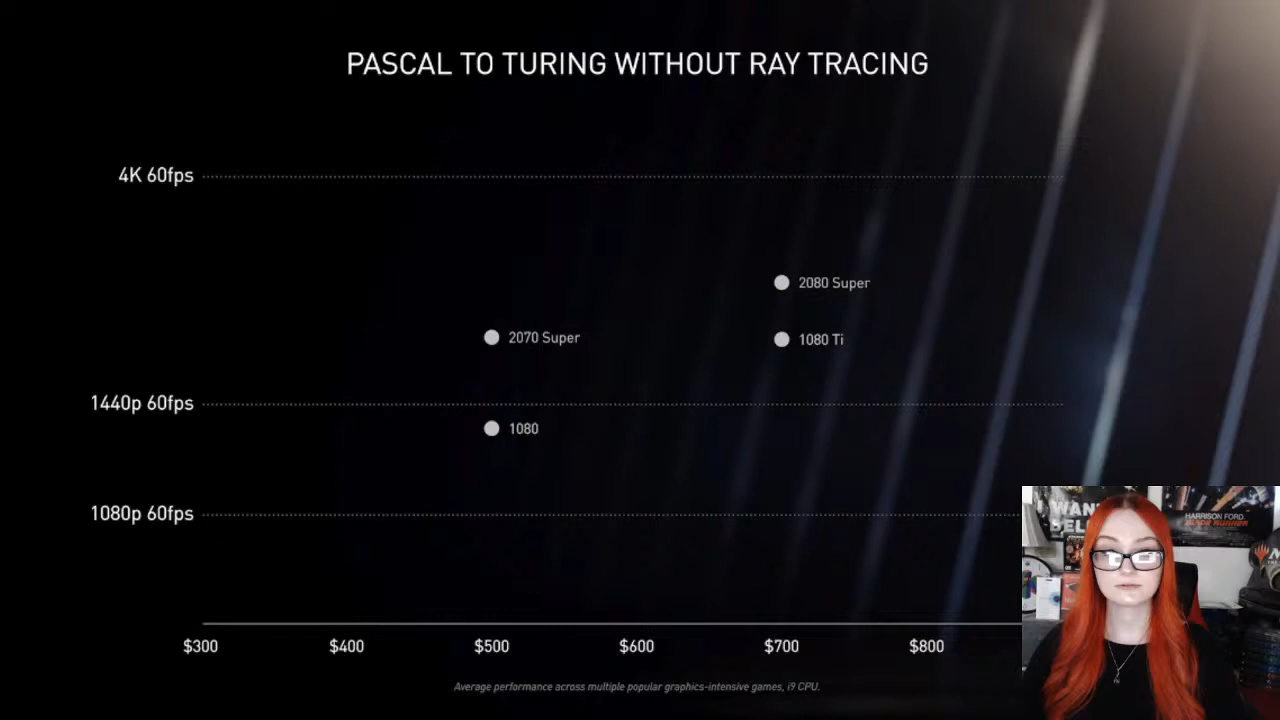 PASCAL TO TURING WITHOUT RAY TRACING
4K 60fps
2080 Super
2070 Super
1080 Ti
1440p 60fps
1080
1080p 60fps
HARRISON FORD
BLADE RUNNER
$300
$400
$500
$600
$700
$800
Average performance across multiple popular graphics-intensive games, i9 CPU.